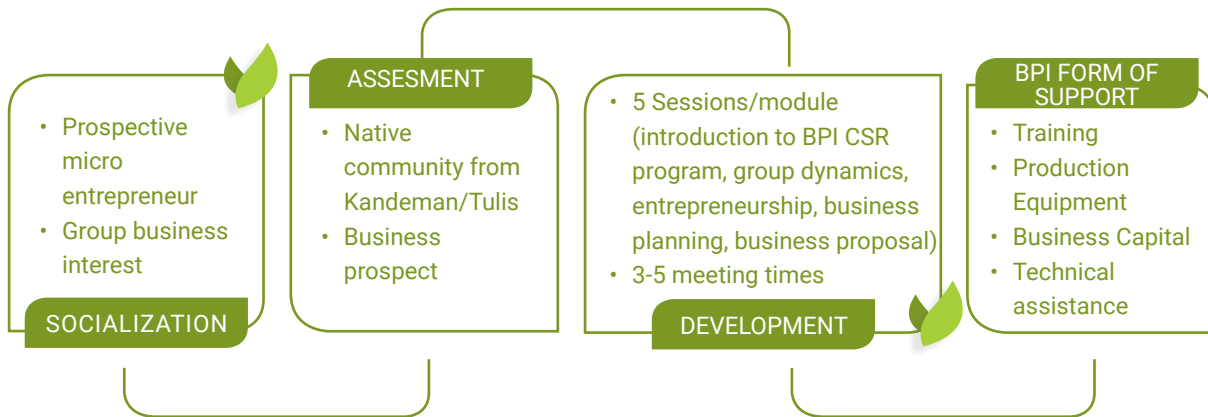 • Prospective
micro
entrepreneur
• Group business
interest
SOCIALIZATION
ASSESMENT
• Native
community from
Kandeman/Tulis
• Business
prospect
• 5 Sessions/module
(introduction to BPI CSR
program, group dynamics,
entrepreneurship, business
planning, business proposal)
• 3-5 meeting times
DEVELOPMENT
BPI FORM OF
SUPPORT
• Training
• Production
Equipment
• Business Capital
• Technical
assistance